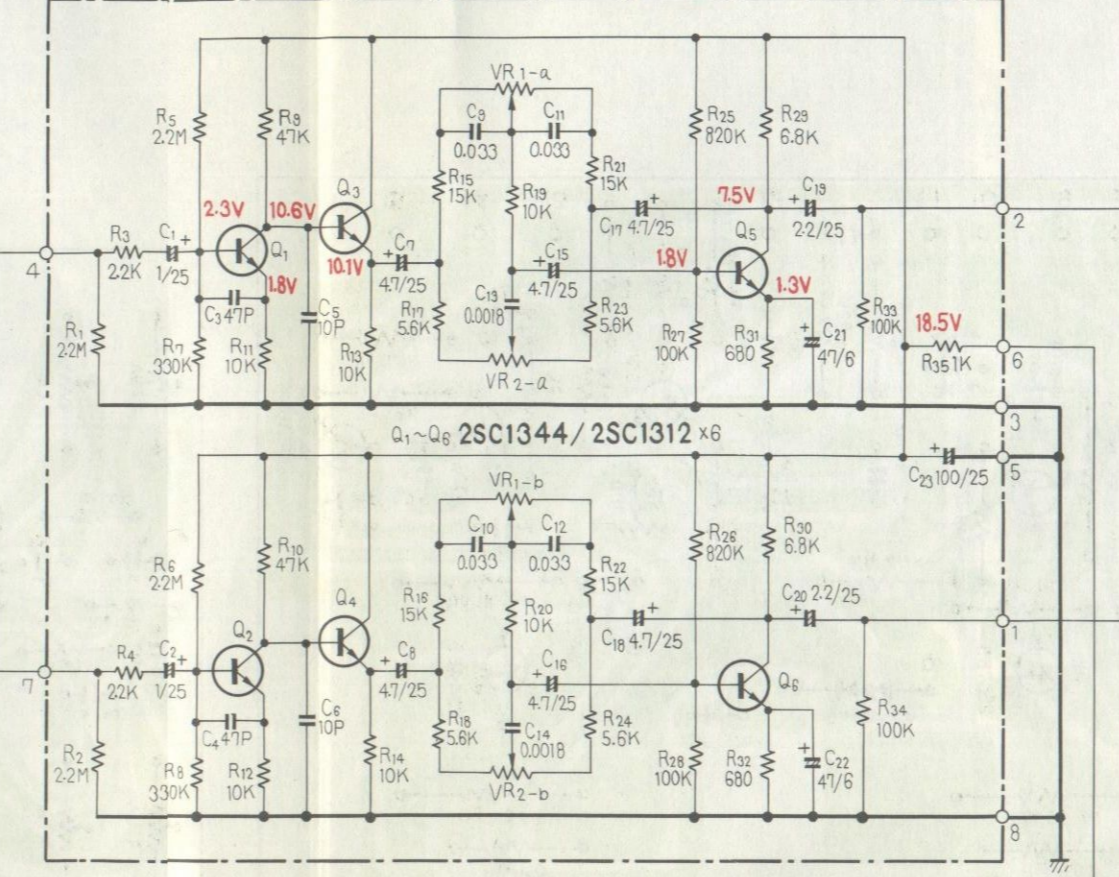 VR1-a
C9
0.033
C11
0.033
R5
2.2M
R9
47K
R25
820K
R29
6.8K
R15
15K
R19
10K
R21
15K
Q3
2.3V
10.6V
7.5V
C19
2.2/25
2
R3
2.2K
C1
+
1/25
Q1
10.1V
+
C7
4.7/25
+
C17 4.7/25
+
C15
4.7/25
1.8V
Q5
4
1.8V
1.3V
C3 47P
C5
10P
R17
5.6K
C13
0.0018
R23
5.6K
R1
2.2M
R7
330K
R11
10K
R13
10K
R27
100K
R31
680
+
C21
47/6
R33
100K
18.5V
R35 1K
6
VR2-a
3
Q1~Q6 2SC1344/2SC1312 ×6
+
C23 100/25
5
VR1-b
C10
0.033
C12
0.033
R6
2.2M
R10
47K
R26
820K
R30
6.8K
R16
15K
R20
10K
R22
15K
Q4
+
C20 2.2/25
1
+
C18 4.7/25
Q2
R4
2.2K
C2
+
1/25
+
C8
4.7/25
+
C16
4.7/25
Q6
7
C4 47P
C6
10P
R18
5.6K
C14
0.0018
R24
5.6K
R2
2.2M
R8
330K
R12
10K
R14
10K
R28
100K
R32
680
+
C22
47/6
R34
100K
VR2-b
8